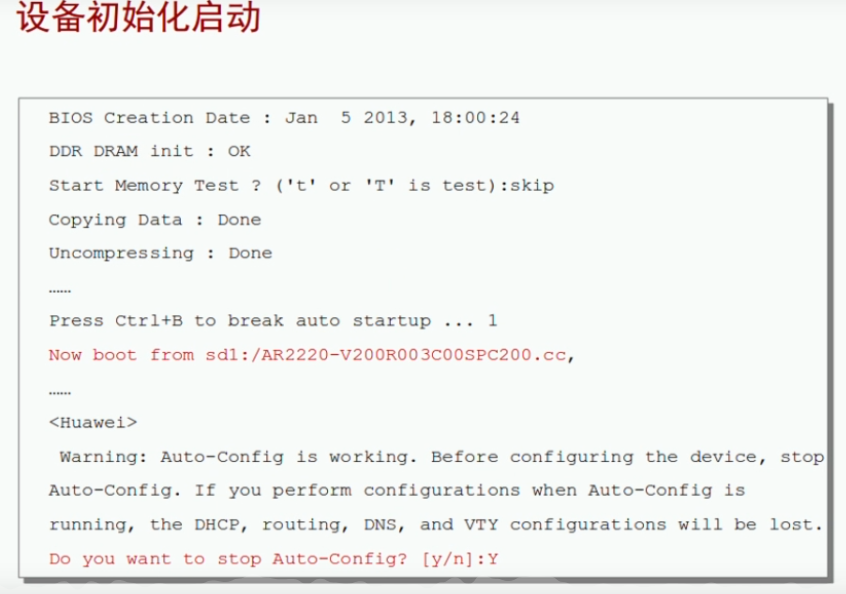 设备初始化启动
BIOS Creation Date : Jan  5 2013, 18:00:24
DDR DRAM init : OK
Start Memory Test ? ('t' or 'T' is test):skip
Copying Data : Done
Uncompressing : Done
……
Press Ctrl+B to break auto startup ... 1
Now boot from sd1:/AR2220-V200R003C00SPC200.cc,
……
<Huawei>
 Warning: Auto-Config is working. Before configuring the device, stop
Auto-Config. If you perform configurations when Auto-Config is
running, the DHCP, routing, DNS, and VTY configurations will be lost.
Do you want to stop Auto-Config? [y/n]:Y